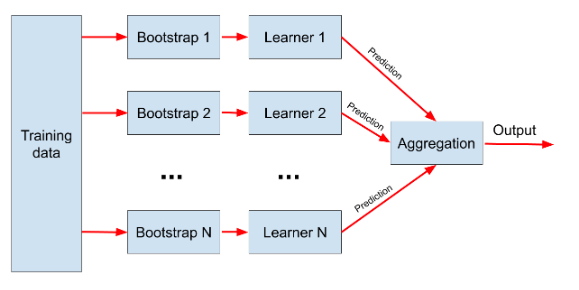 Training
data
Bootstrap 1
Learner 1
Prediction
Bootstrap 2
Learner 2
Prediction
Aggregation
Output
...
...
Bootstrap N
Learner N
Prediction